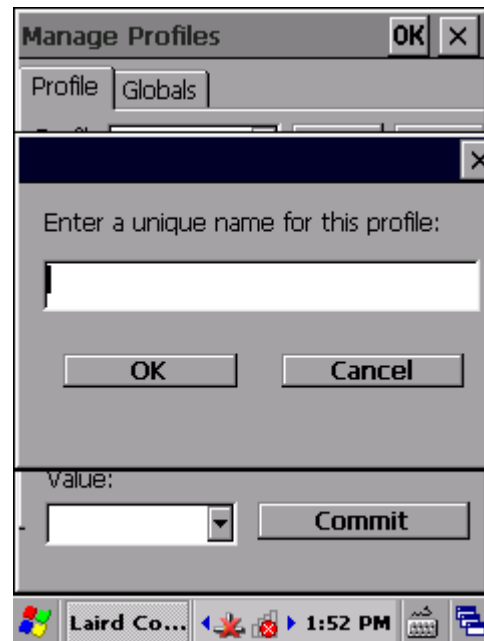 Manage Profiles OK
Profile Globals
Enter a unique name for this profile:
OK Cancel
Value:
Commit
Laird Co... 1:52 PM